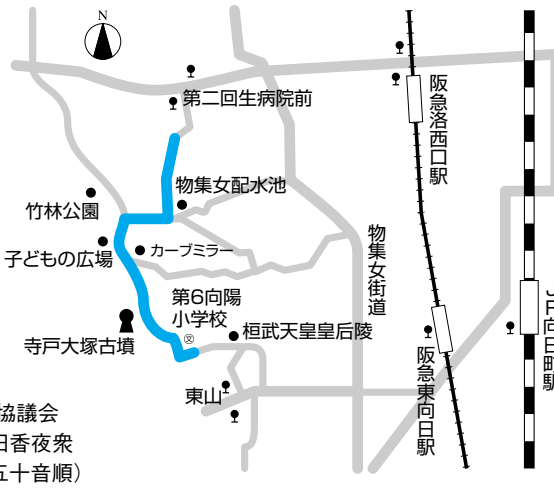 N
第二回生病院前
阪急洛西口駅
物集女配水池
竹林公園
物集女街道
子どもの広場
カーブミラー
第6向陽
小学校
桓武天皇皇后陵
寺戸大塚古墳
阪急東向日駅
向日町駅
東山
協議会
香夜衆
五十音順）